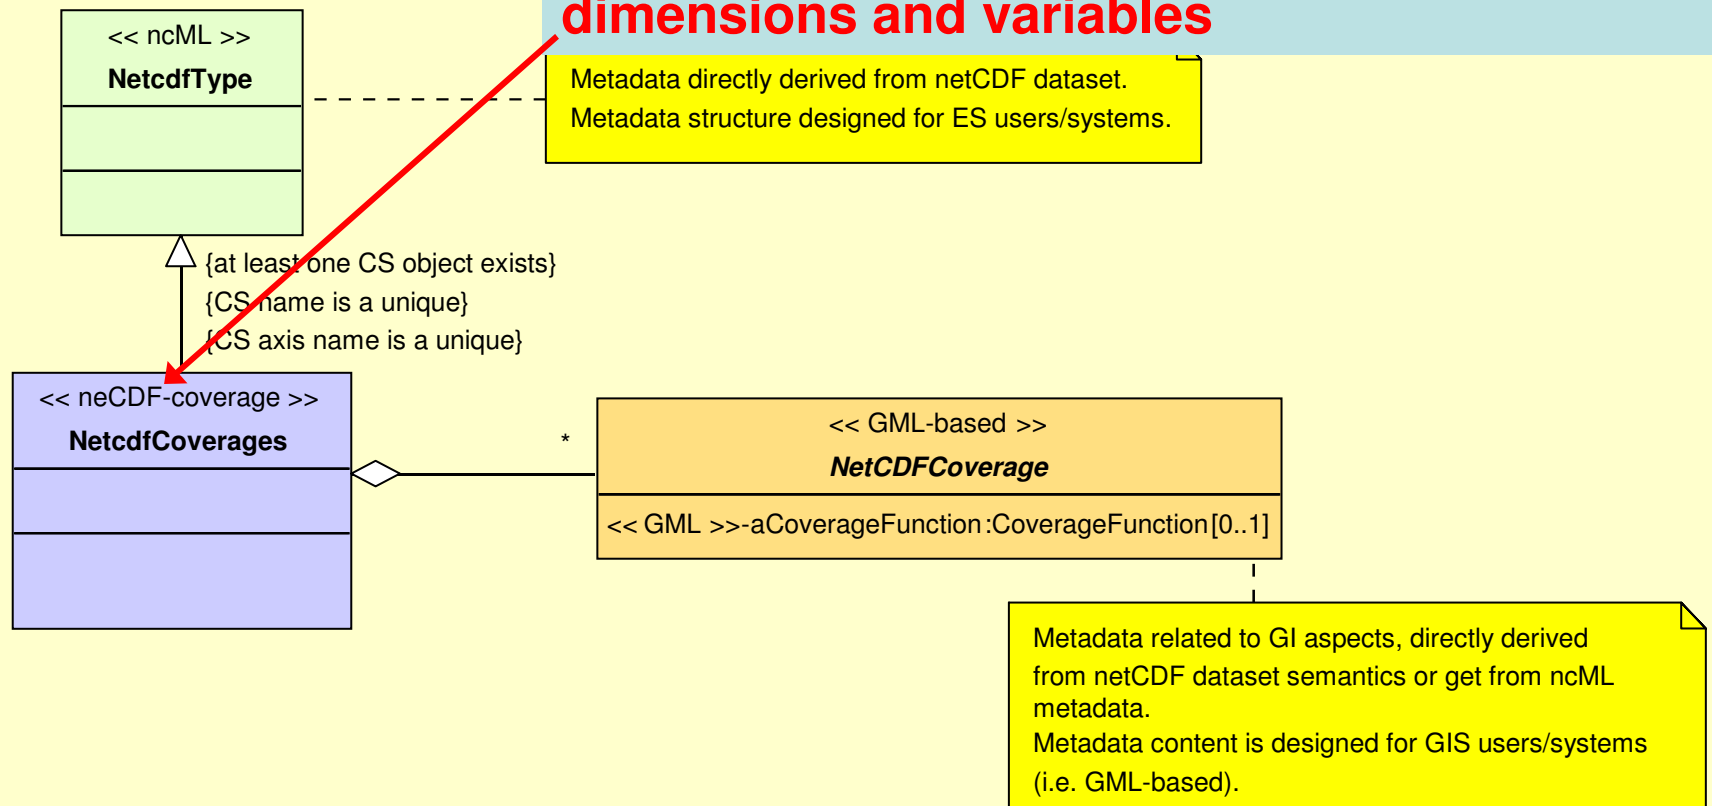 dimensions and variables
<< ncML >>
NetcdfType
Metadata directly derived from netCDF dataset.
Metadata structure designed for ES users/systems.
{at least one CS object exists}
{CS name is a unique}
{CS axis name is a unique}
<< neCDF-coverage >>
NetcdfCoverages
*
<< GML-based >>
NetCDFCoverage
<< GML >>-aCoverageFunction:CoverageFunction[0..1]
Metadata related to GI aspects, directly derived
from netCDF dataset semantics or get from ncML
metadata.
Metadata content is designed for GIS users/systems
(i.e. GML-based).